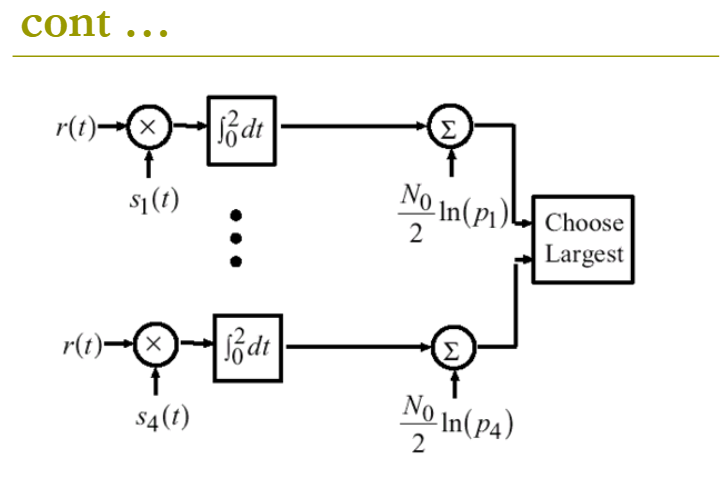 cont ...
r(t) × ∫₀² dt Σ
s₁(t) N₀/2 ln(p₁)
Choose
Largest
r(t) × ∫₀² dt Σ
s₄(t) N₀/2 ln(p₄)